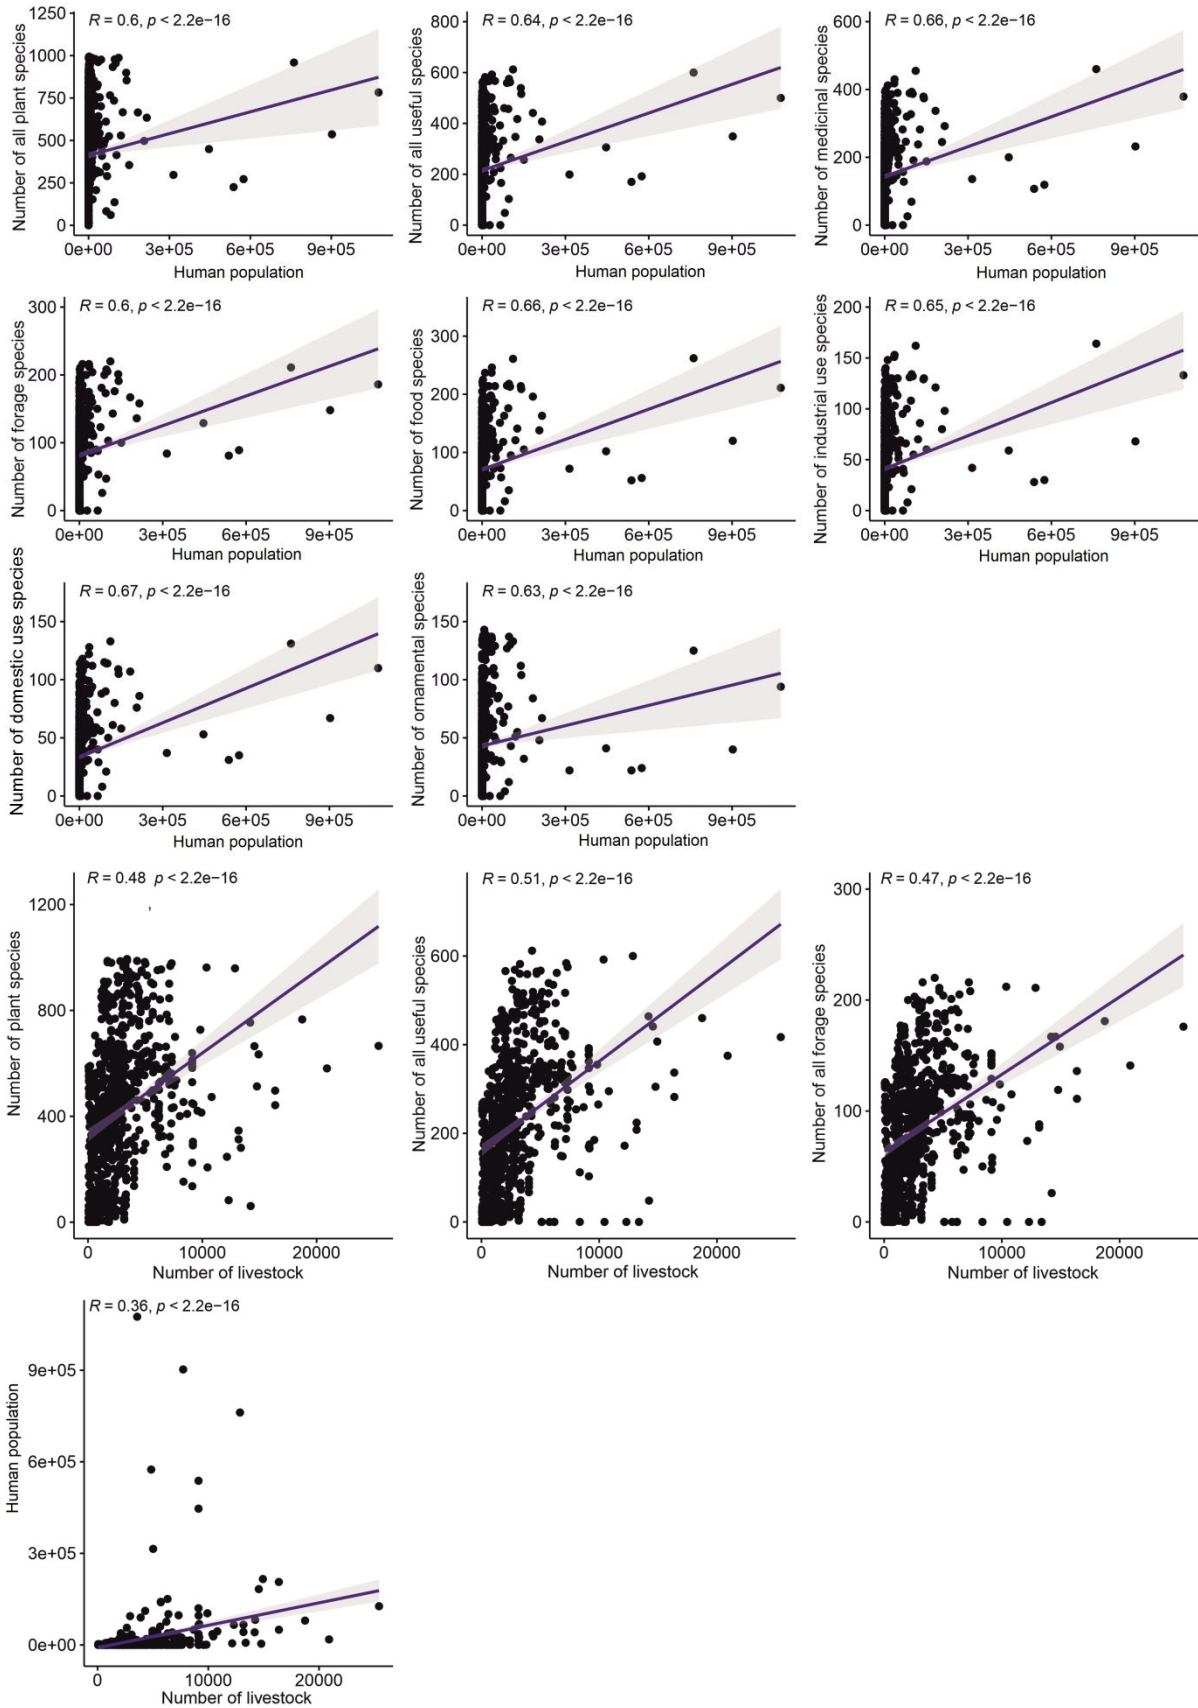 R = 0.6, p < 2.2e−16
1250
1000
750
500
250
0
Number of all plant species
0e+00 3e+05 6e+05 9e+05
Human population
R = 0.64, p < 2.2e−16
800
600
400
200
0
Number of all useful species
0e+00 3e+05 6e+05 9e+05
Human population
R = 0.66, p < 2.2e−16
600
400
200
0
Number of medicinal species
0e+00 3e+05 6e+05 9e+05
Human population
R = 0.6, p < 2.2e−16
300
200
100
0
Number of forage species
0e+00 3e+05 6e+05 9e+05
Human population
R = 0.66, p < 2.2e−16
300
200
100
0
Number of food species
0e+00 3e+05 6e+05 9e+05
Human population
R = 0.65, p < 2.2e−16
200
150
100
50
0
Number of industrial use species
0e+00 3e+05 6e+05 9e+05
Human population
R = 0.67, p < 2.2e−16
150
100
50
0
Number of domestic use species
0e+00 3e+05 6e+05 9e+05
Human population
R = 0.63, p < 2.2e−16
150
100
50
0
Number of ornamental species
0e+00 3e+05 6e+05 9e+05
Human population
R = 0.48 p < 2.2e−16
,
1200
800
400
0
Number of plant species
0 10000 20000
Number of livestock
R = 0.51, p < 2.2e−16
600
400
200
0
Number of all useful species
0 10000 20000
Number of livestock
R = 0.47, p < 2.2e−16
300
200
100
0
Number of all forage species
0 10000 20000
Number of livestock
R = 0.36, p < 2.2e−16
9e+05
6e+05
3e+05
0e+00
Human population
0 10000 20000
Number of livestock